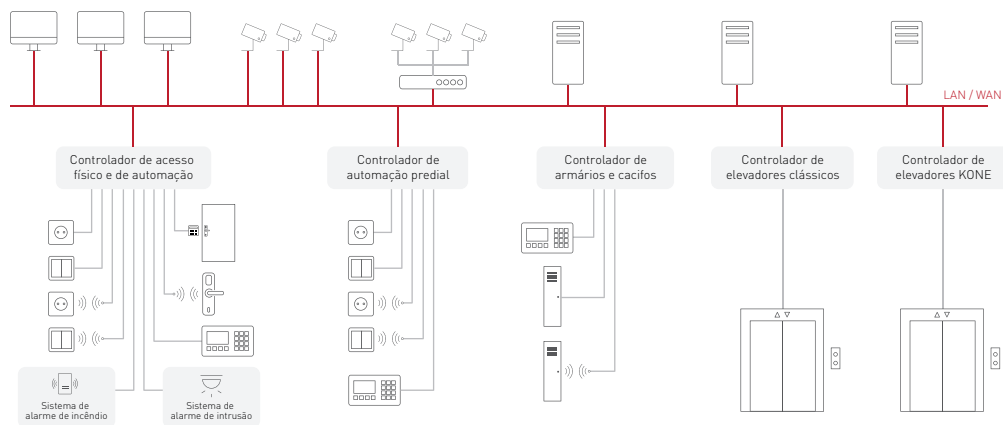 LAN / WAN
Controlador de acesso
físico e de automação
Controlador de
automação predial
Controlador de
armários e cacifos
Controlador de
elevadores clássicos
Controlador de
elevadores KONE
Sistema de
alarme de incêndio
Sistema de
alarme de intrusão